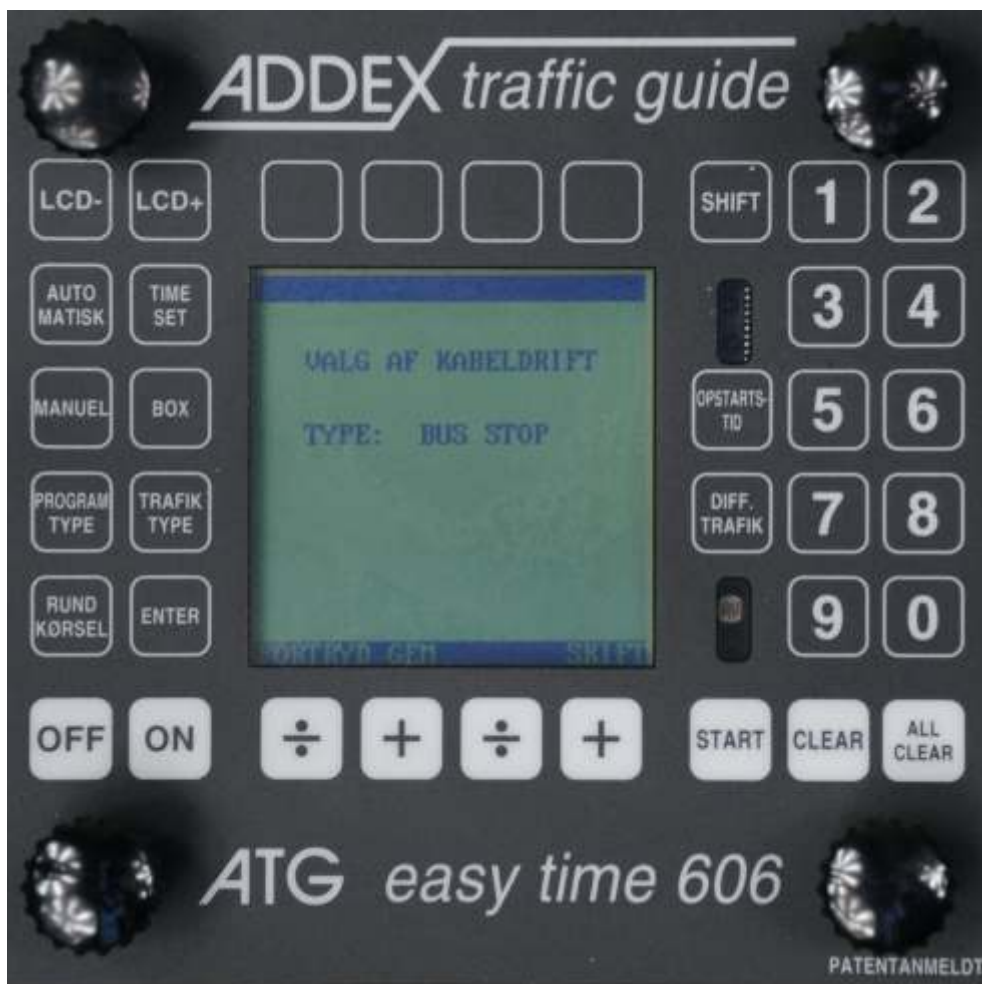 ADDEX traffic guide
LCD- LCD+ SHIFT 1 2
AUTO
MATISK
TIME
SET
3 4
VALG AF KABELDRIFT
MANUEL BOX
OPSTARTS-
TID
5 6
TYPE: BUS STOP
PROGRAM
TYPE
TRAFIK
TYPE
DIFF.
TRAFIK
7 8
RUND
KØRSEL
ENTER 9 0
GEM SKIFT
OFF ON ÷ + ÷ + START CLEAR
ALL
CLEAR
ATG easy time 606
PATENTANMELDT